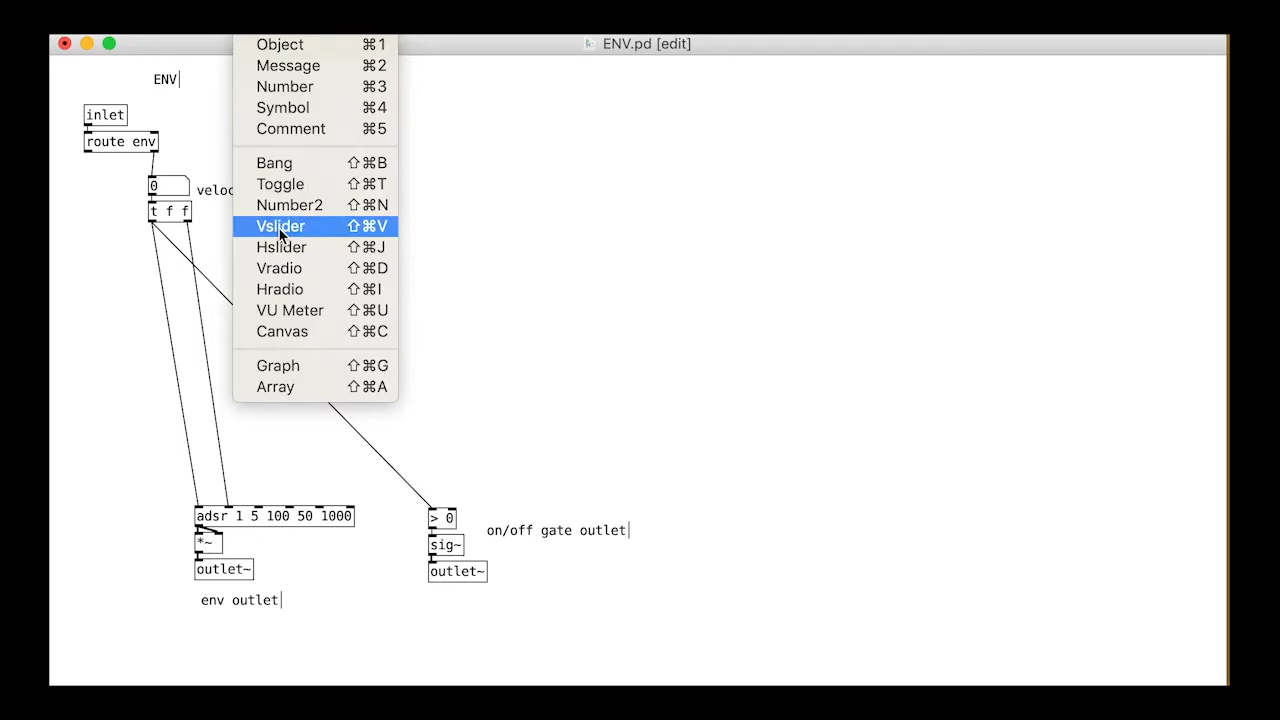 ENV.pd [edit]
ENV
inlet
route env
0
t f f
Object ⌘1
Message ⌘2
Number ⌘3
Symbol ⌘4
Comment ⌘5
Bang ⇧⌘B
Toggle ⇧⌘T
Number2 ⇧⌘N
Vslider ⇧⌘V
Hslider ⇧⌘J
Vradio ⇧⌘D
Hradio ⇧⌘I
VU Meter ⇧⌘U
Canvas ⇧⌘C
Graph ⇧⌘G
Array ⇧⌘A
adsr 1 5 100 50 1000
*~
outlet~
env outlet
> 0
sig~
outlet~
on/off gate outlet